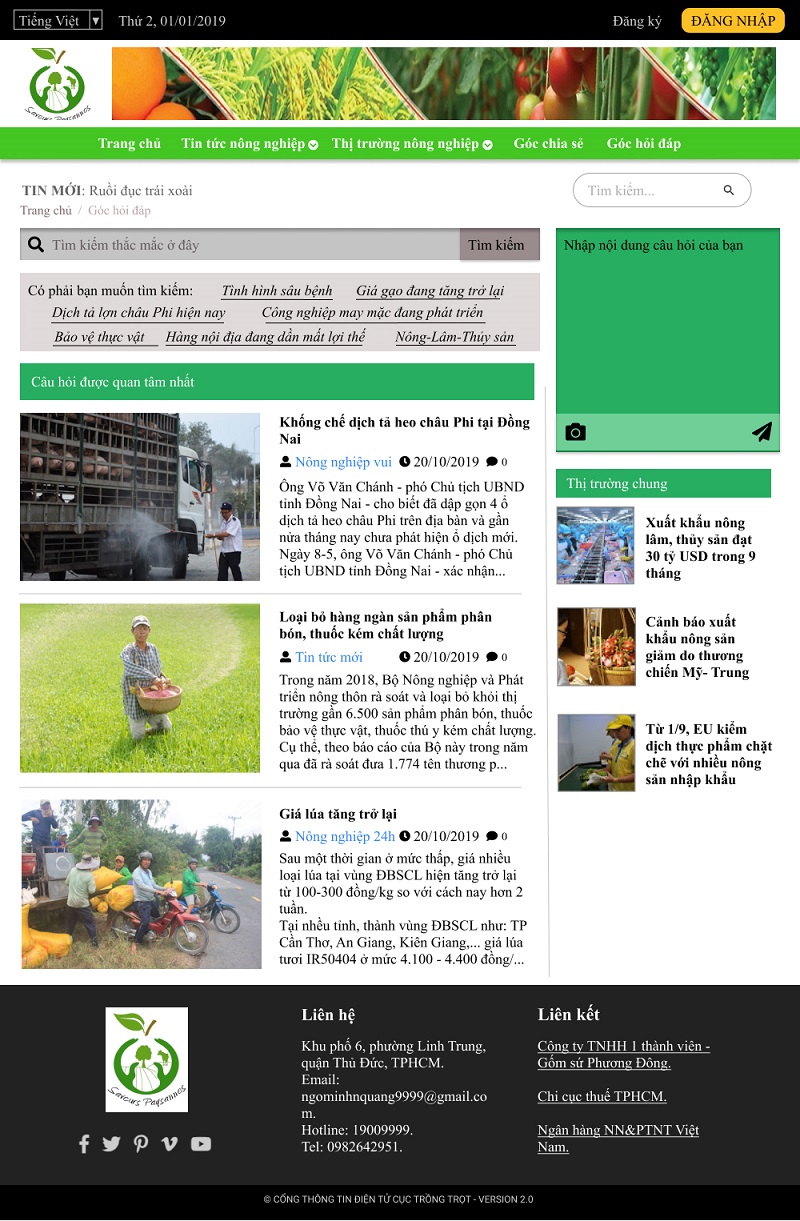 Tiếng Việt
Thứ 2, 01/01/2019
Đăng ký
ĐĂNG NHẬP
Saveurs Paysannes
Trang chủ
Tin tức nông nghiệp
Thị trường nông nghiệp
Góc chia sẻ
Góc hỏi đáp
TIN MỚI: Ruồi đục trái xoài
Tìm kiếm...
Trang chủ / Góc hỏi đáp
Tìm kiếm thắc mắc ở đây
Tìm kiếm
Có phải bạn muốn tìm kiếm:
Tình hình sâu bệnh
Giá gạo đang tăng trở lại
Dịch tả lợn châu Phi hiện nay
Công nghiệp may mặc đang phát triển
Bảo vệ thực vật
Hàng nội địa đang dần mất lợi thế
Nông-Lâm-Thủy sản
Nhập nội dung câu hỏi của bạn
Câu hỏi được quan tâm nhất
Khống chế dịch tả heo châu Phi tại Đồng
Nai
Nông nghiệp vui
20/10/2019
0
Ông Võ Văn Chánh - phó Chủ tịch UBND
tỉnh Đồng Nai - cho biết đã dập gọn 4 ổ
dịch tả heo châu Phi trên địa bàn và gần
nửa tháng nay chưa phát hiện ổ dịch mới.
Ngày 8-5, ông Võ Văn Chánh - phó Chủ
tịch UBND tỉnh Đồng Nai - xác nhận...
Loại bỏ hàng ngàn sản phẩm phân
bón, thuốc kém chất lượng
Tin tức mới
20/10/2019
0
Trong năm 2018, Bộ Nông nghiệp và Phát
triển nông thôn rà soát và loại bỏ khỏi thị
trường gần 6.500 sản phẩm phân bón, thuốc
bảo vệ thực vật, thuốc thú y kém chất lượng.
Cụ thể, theo báo cáo của Bộ này trong năm
qua đã rà soát đưa 1.774 tên thương p...
Giá lúa tăng trở lại
Nông nghiệp 24h
20/10/2019
0
Sau một thời gian ở mức thấp, giá nhiều
loại lúa tại vùng ĐBSCL hiện tăng trở lại
từ 100-300 đồng/kg so với cách nay hơn 2
tuần.
Tại nhều tỉnh, thành vùng ĐBSCL như: TP
Cần Thơ, An Giang, Kiên Giang,... giá lúa
tươi IR50404 ở mức 4.100 - 4.400 đồng/...
Thị trường chung
Xuất khẩu nông
lâm, thủy sản đạt
30 tỷ USD trong 9
tháng
Cảnh báo xuất
khẩu nông sản
giảm do thương
chiến Mỹ- Trung
Từ 1/9, EU kiểm
dịch thực phẩm chặt
chẽ với nhiều nông
sản nhập khẩu
Saveurs Paysannes
Liên hệ
Khu phố 6, phường Linh Trung,
quận Thủ Đức, TPHCM.
Email:
ngominhnquang9999@gmail.co
m.
Hotline: 19009999.
Tel: 0982642951.
Liên kết
Công ty TNHH 1 thành viên -
Gốm sứ Phương Đông.
Chi cục thuế TPHCM.
Ngân hàng NN&PTNT Việt
Nam.
© CỔNG THÔNG TIN ĐIỆN TỬ CỤC TRỒNG TRỌT - VERSION 2.0